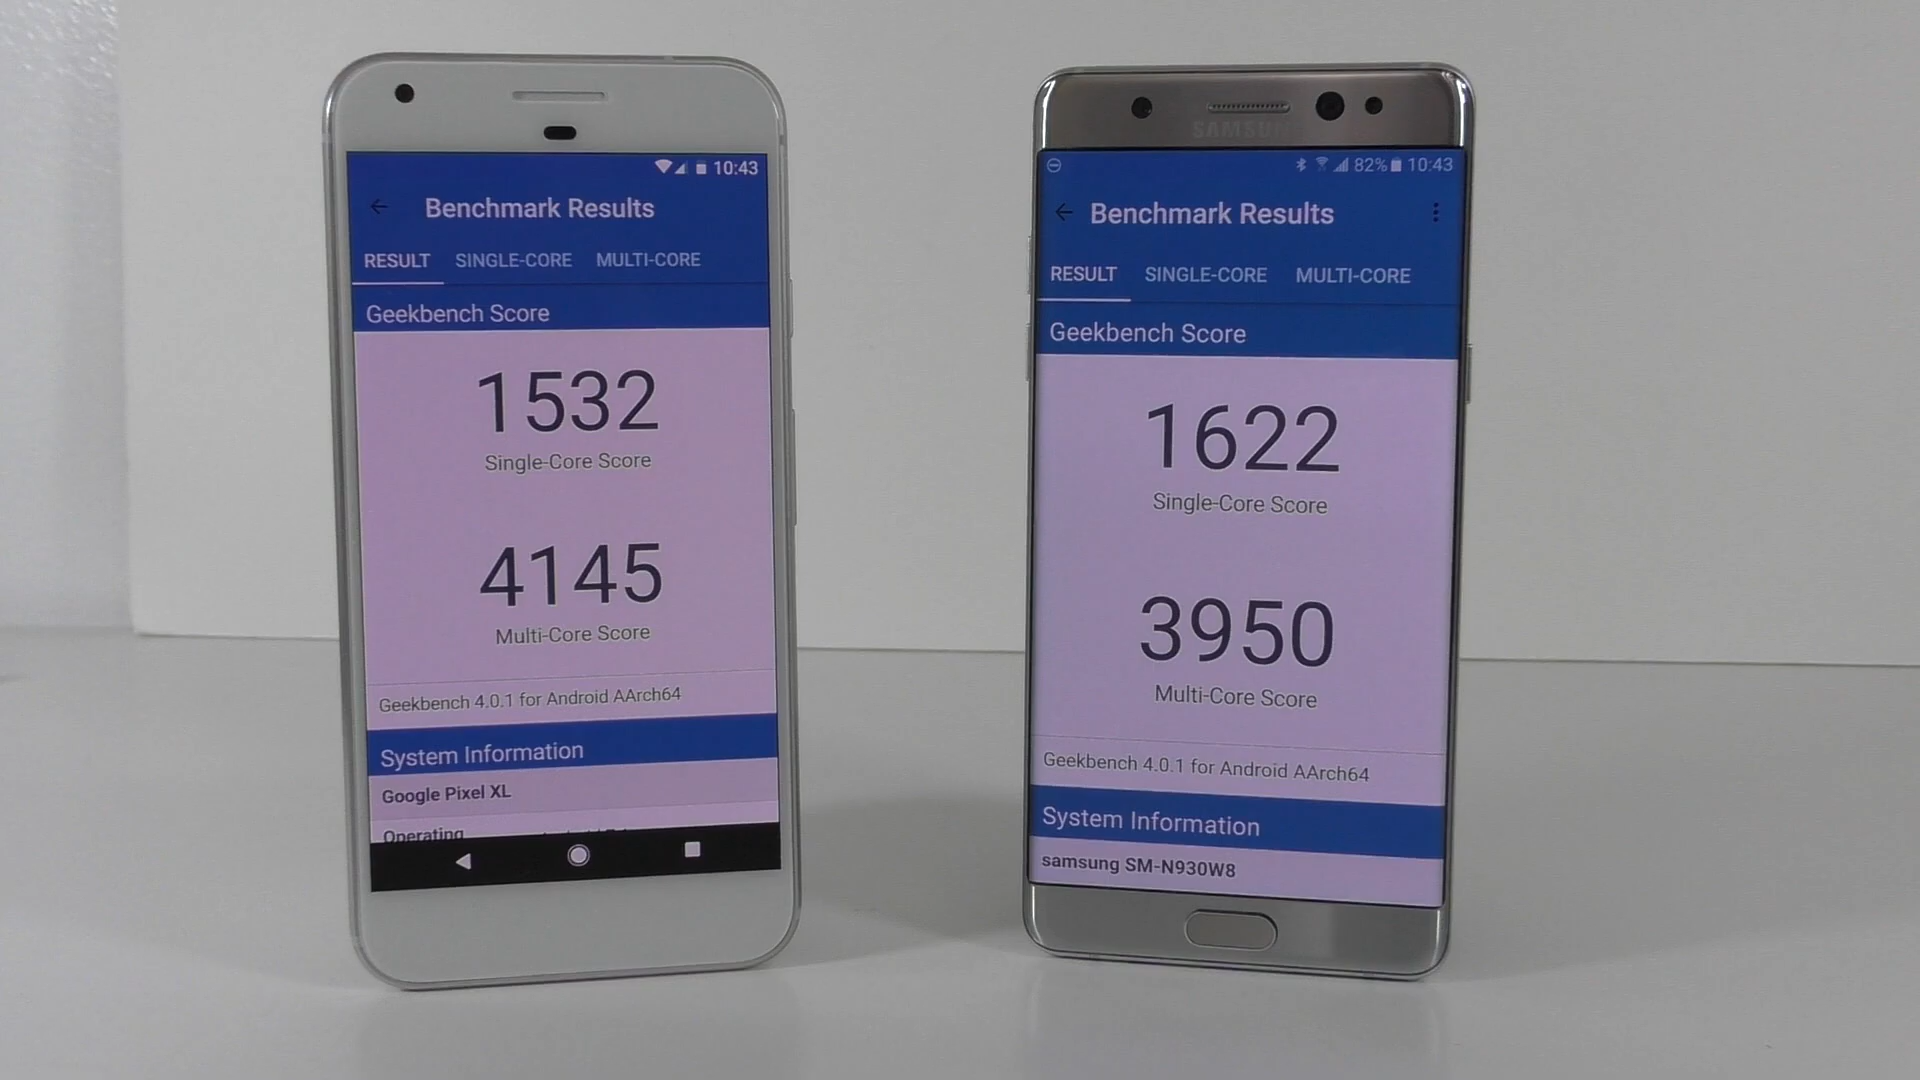 10:43
Benchmark Results
RESULT SINGLE-CORE MULTI-CORE
Geekbench Score
1532
Single-Core Score
4145
Multi-Core Score
Geekbench 4.0.1 for Android AArch64
System Information
Google Pixel XL
Operating
SAMSUNG
82% 10:43
Benchmark Results
RESULT SINGLE-CORE MULTI-CORE
Geekbench Score
1622
Single-Core Score
3950
Multi-Core Score
Geekbench 4.0.1 for Android AArch64
System Information
samsung SM-N930W8